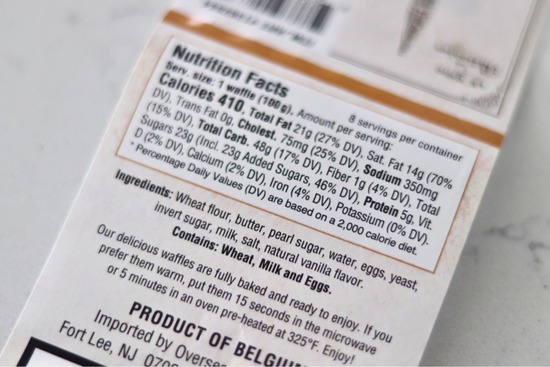 Nutrition Facts
8 servings per container
Serv. size: 1 waffle (100g), Amount per serving:
Calories 410, Total Fat 21g (27% DV), Sat. Fat 14g (70%
DV), Trans Fat 0g, Cholest. 75mg (25% DV), Sodium 350mg
(15% DV), Total Carb. 48g (17% DV), Fiber 1g (4% DV), Total
Sugars 23g (Incl. 23g Added Sugars, 46% DV), Protein 5g, Vit.
D (2% DV), Calcium (2% DV), Iron (4% DV), Potassium (0% DV).
* Percentage Daily Values (DV) are based on a 2,000 calorie diet.
Ingredients: Wheat flour, butter, pearl sugar, water, eggs, yeast,
invert sugar, milk, salt, natural vanilla flavor.
Contains: Wheat, Milk and Eggs.
Our delicious waffles are fully baked and ready to enjoy. If you
prefer them warm, put them 15 seconds in the microwave
or 5 minutes in an oven pre-heated at 325°F. Enjoy!
PRODUCT OF BELGIUM
Imported by
Fort Lee, NJ